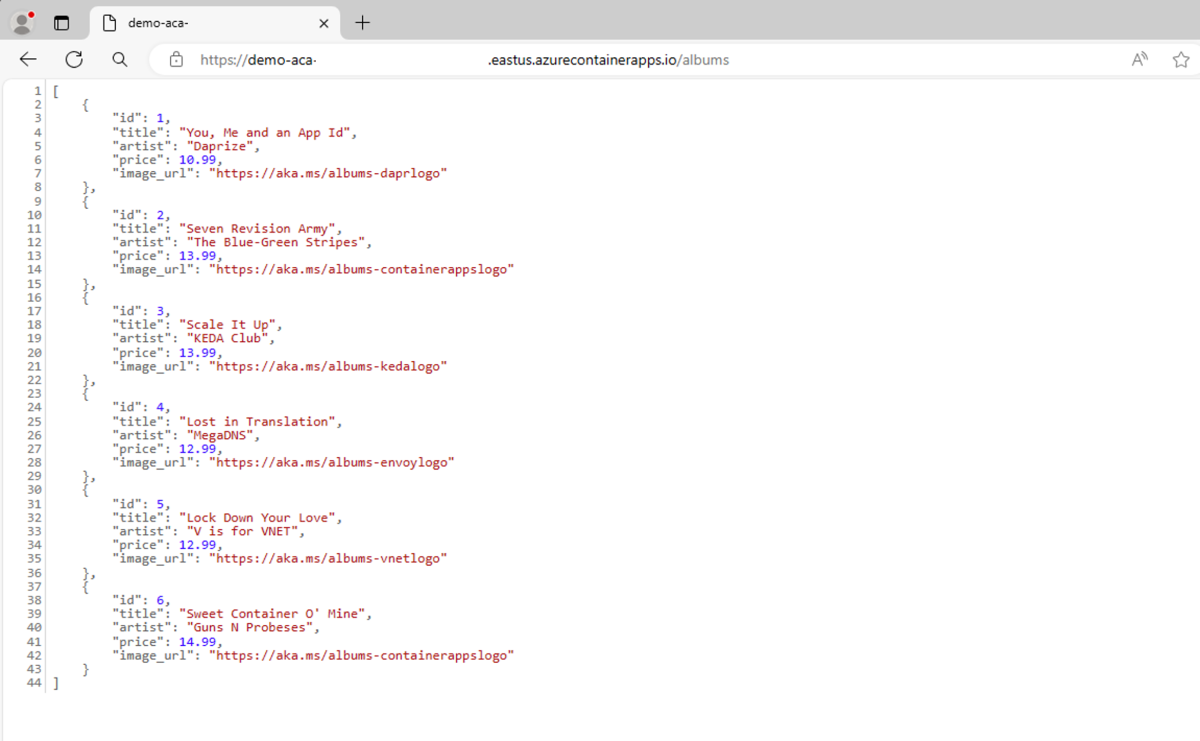 demo-aca-
https://demo-aca- .eastus.azurecontainerapps.io/albums
1 [
2     {
3         "id": 1,
4         "title": "You, Me and an App Id",
5         "artist": "Daprize",
6         "price": 10.99,
7         "image_url": "https://aka.ms/albums-daprlogo"
8     },
9     {
10         "id": 2,
11         "title": "Seven Revision Army",
12         "artist": "The Blue-Green Stripes",
13         "price": 13.99,
14         "image_url": "https://aka.ms/albums-containerappslogo"
15     },
16     {
17         "id": 3,
18         "title": "Scale It Up",
19         "artist": "KEDA Club",
20         "price": 13.99,
21         "image_url": "https://aka.ms/albums-kedalogo"
22     },
23     {
24         "id": 4,
25         "title": "Lost in Translation",
26         "artist": "MegaDNS",
27         "price": 12.99,
28         "image_url": "https://aka.ms/albums-envoylogo"
29     },
30     {
31         "id": 5,
32         "title": "Lock Down Your Love",
33         "artist": "V is for VNET",
34         "price": 12.99,
35         "image_url": "https://aka.ms/albums-vnetlogo"
36     },
37     {
38         "id": 6,
39         "title": "Sweet Container O' Mine",
40         "artist": "Guns N Probeses",
41         "price": 14.99,
42         "image_url": "https://aka.ms/albums-containerappslogo"
43     }
44 ]